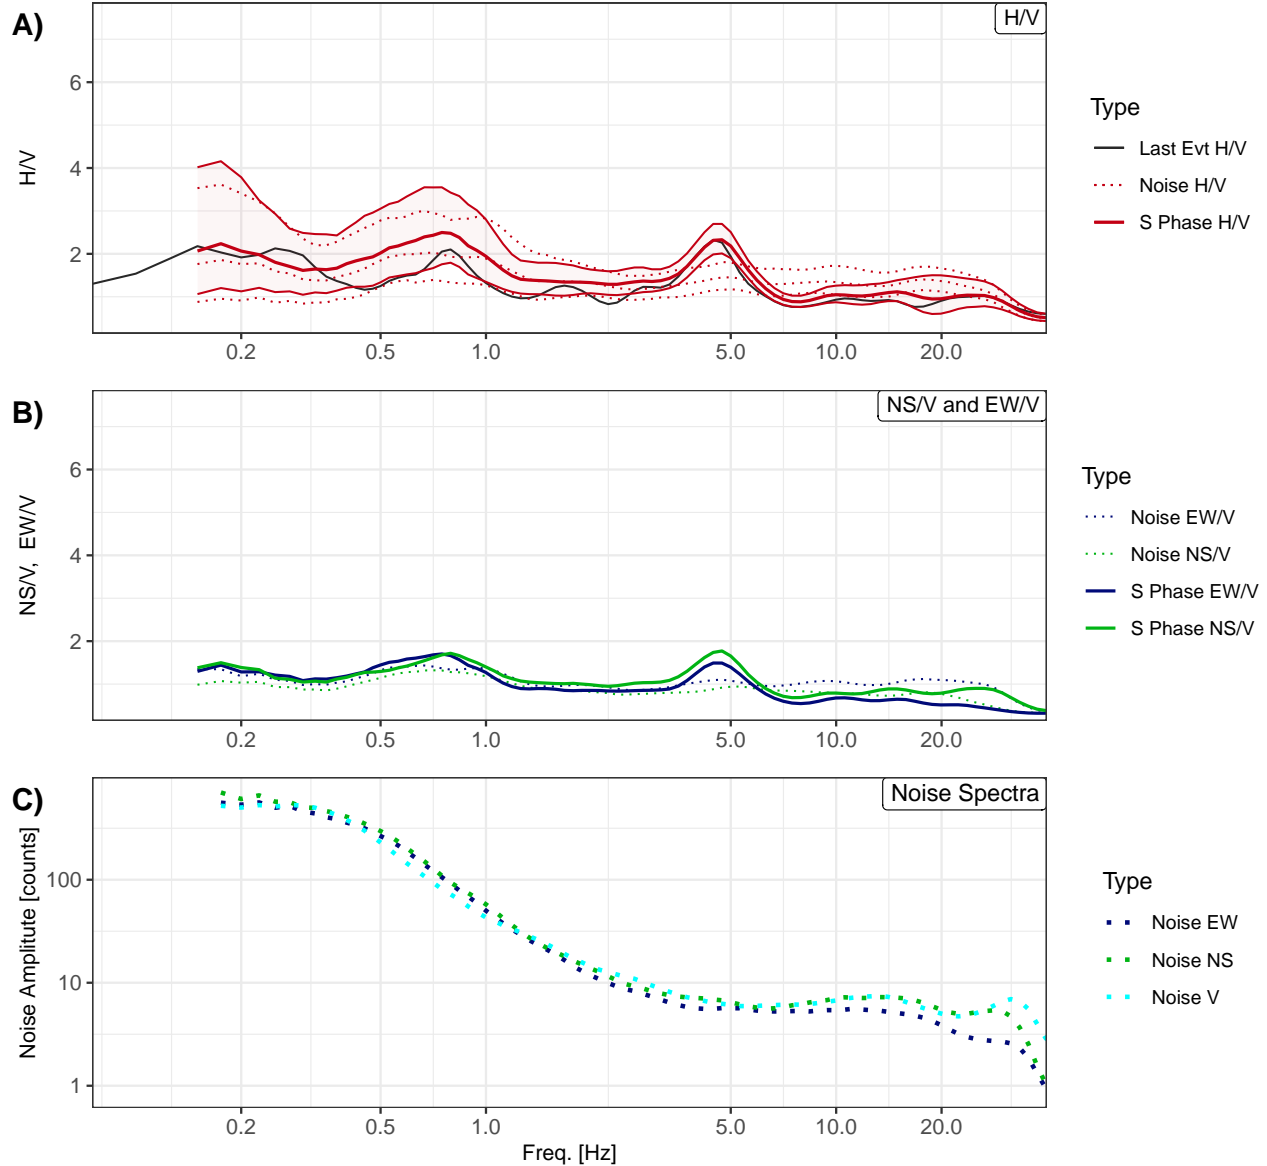 A)
H/V
6
4
2
H/V
0.2 0.5 1.0 5.0 10.0 20.0
Type
Last Evt H/V
Noise H/V
S Phase H/V
B)
NS/V and EW/V
6
4
2
NS/V, EW/V
0.2 0.5 1.0 5.0 10.0 20.0
Type
Noise EW/V
Noise NS/V
S Phase EW/V
S Phase NS/V
C)
Noise Spectra
100
10
1
Noise Amplitute [counts]
0.2 0.5 1.0 5.0 10.0 20.0
Freq. [Hz]
Type
Noise EW
Noise NS
Noise V